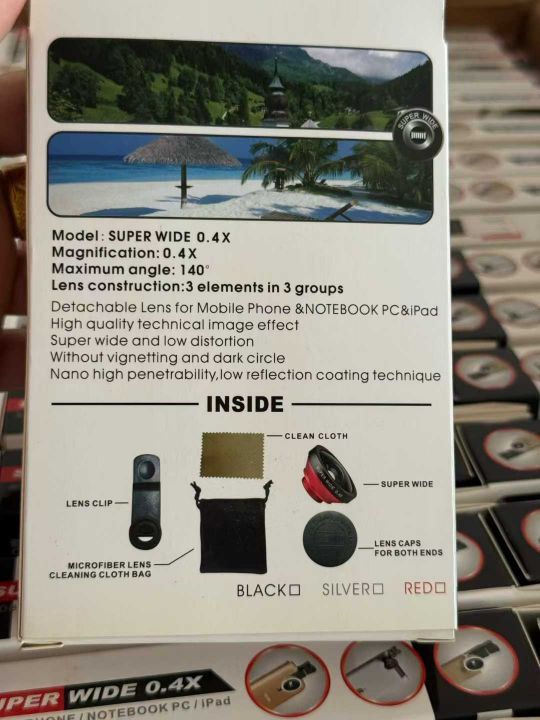 SUPER WIDE
Model: SUPER WIDE 0.4X
Magnification: 0.4X
Maximum angle: 140°
Lens construction:3 elements in 3 groups
Detachable Lens for Mobile Phone &NOTEBOOK PC&iPad
High quality technical image effect
Super wide and low distortion
Without vignetting and dark circle
Nano high penetrability,low reflection coating technique
INSIDE
CLEAN CLOTH
LENS CLIP
SUPER WIDE
MICROFIBER LENS
CLEANING CLOTH BAG
LENS CAPS
FOR BOTH ENDS
BLACK□ SILVER□ RED□
UPER WIDE 0.4X
PHONE / NOTEBOOK PC / iPad